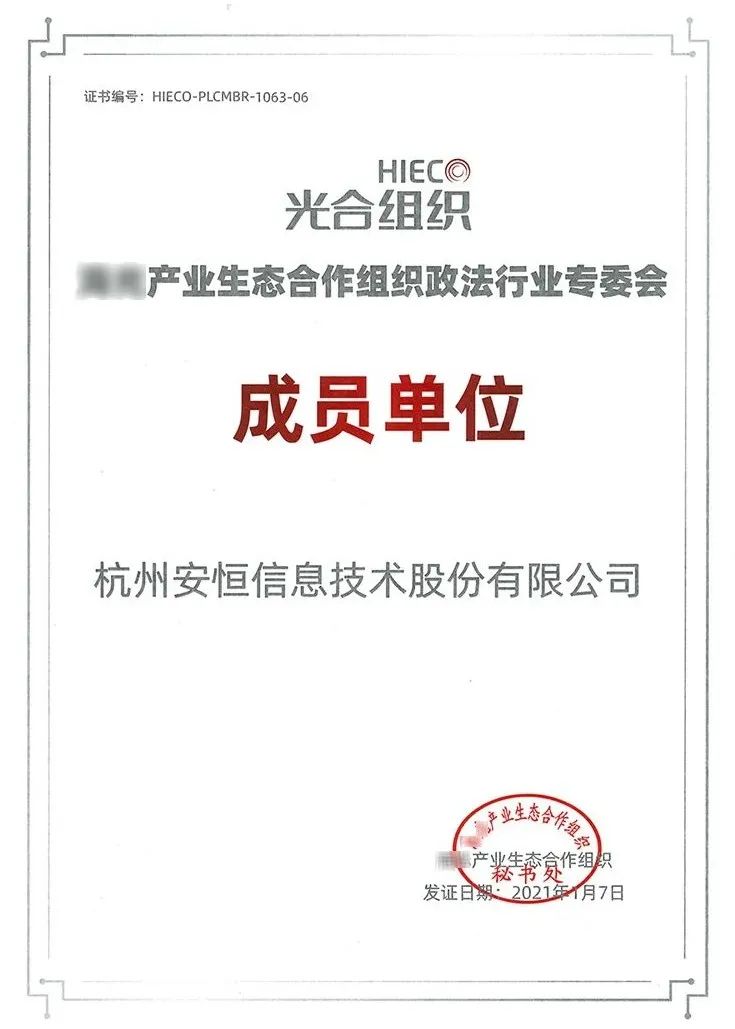 证书编号：HIECO-PLCMBR-1063-06
HIECO
光合组织
产业生态合作组织政法行业专委会
成员单位
杭州安恒信息技术股份有限公司
产业生态合作组织
秘书处
产业生态合作组织
发证日期：2021年1月7日